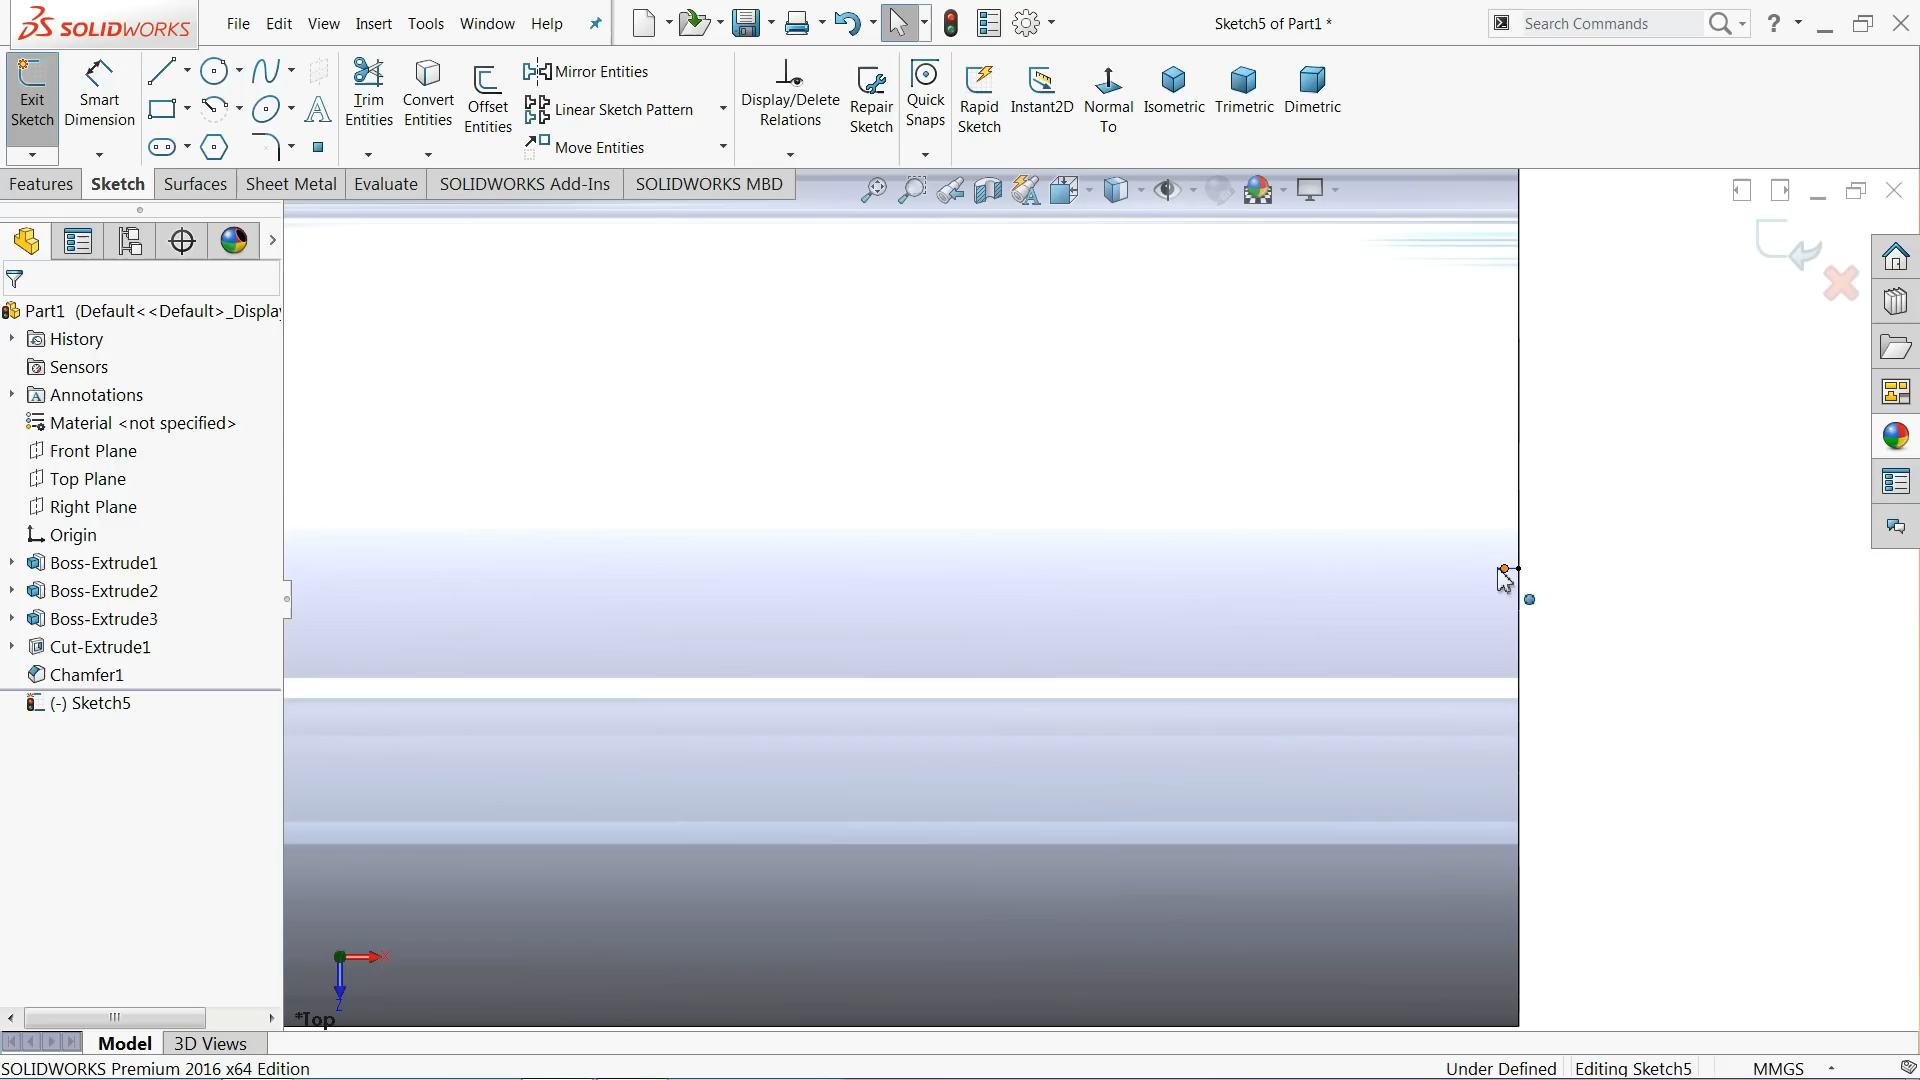 SOLIDWORKS File Edit View Insert Tools Window Help Sketch5 of Part1 * Search Commands ?
Exit Sketch
Smart Dimension
Trim Entities
Convert Entities
Offset Entities
Mirror Entities
Linear Sketch Pattern
Move Entities
Display/Delete Relations
Repair Sketch
Quick Snaps
Rapid Sketch
Instant2D
Normal To
Isometric
Trimetric
Dimetric
Features Sketch Surfaces Sheet Metal Evaluate SOLIDWORKS Add-Ins SOLIDWORKS MBD
Part1 (Default<<Default>_Display
History
Sensors
Annotations
Material <not specified>
Front Plane
Top Plane
Right Plane
Origin
Boss-Extrude1
Boss-Extrude2
Boss-Extrude3
Cut-Extrude1
Chamfer1
(-) Sketch5
X
Z
*Top
Model 3D Views
SOLIDWORKS Premium 2016 x64 Edition Under Defined Editing Sketch5 MMGS